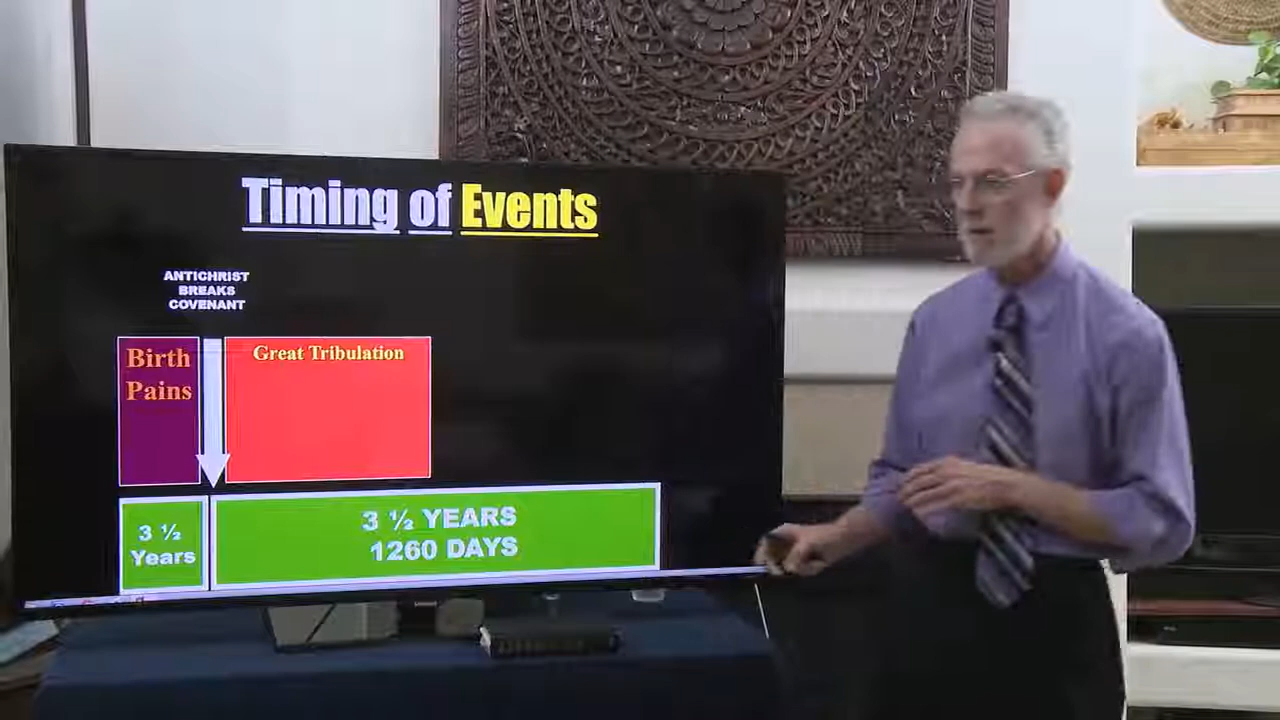 Timing of Events
ANTICHRIST
BREAKS
COVENANT
Birth
Pains
Great Tribulation
3 ½
Years
3 ½ YEARS
1260 DAYS